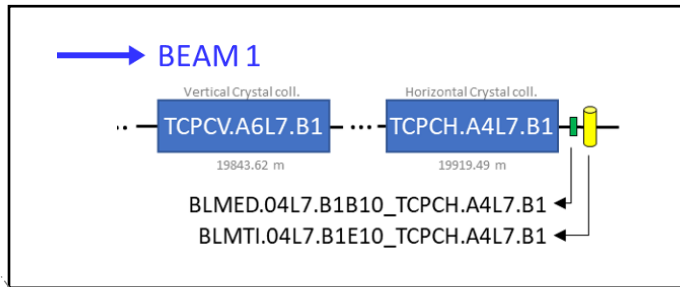 BEAM 1
Vertical Crystal coll.
Horizontal Crystal coll.
TCPCV.A6L7.B1
TCPCH.A4L7.B1
19843.62 m
19919.49 m
BLMED.04L7.B1B10_TCPCH.A4L7.B1
BLMTI.04L7.B1E10_TCPCH.A4L7.B1